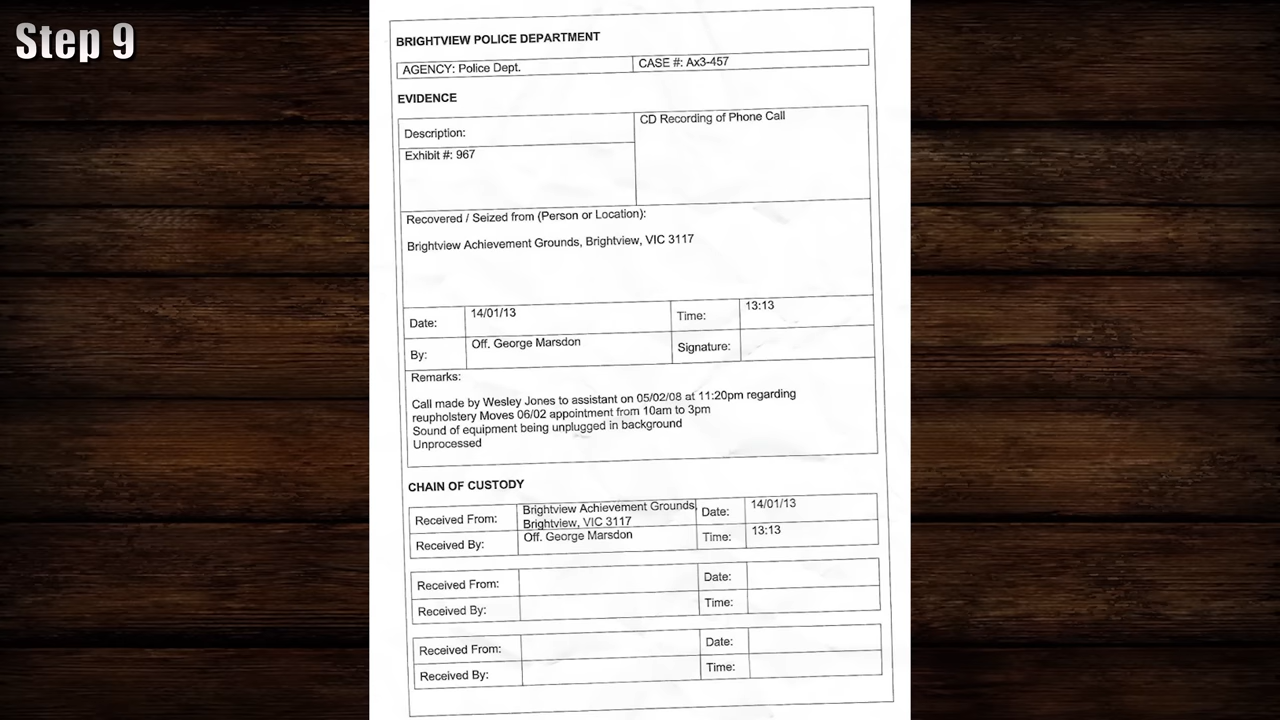 Step 9
BRIGHTVIEW POLICE DEPARTMENT
AGENCY: Police Dept.
CASE #: Ax3-457
EVIDENCE
Description:
CD Recording of Phone Call
Exhibit #: 967
Recovered / Seized from (Person or Location):
Brightview Achievement Grounds, Brightview, VIC 3117
Date:
14/01/13
Time:
13:13
By:
Off. George Marsdon
Signature:
Remarks:
Call made by Wesley Jones to assistant on 05/02/08 at 11:20pm regarding
reupholstery Moves 06/02 appointment from 10am to 3pm
Sound of equipment being unplugged in background
Unprocessed
CHAIN OF CUSTODY
Received From:
Brightview Achievement Grounds,
Brightview, VIC 3117
Date:
14/01/13
Received By:
Off. George Marsdon
Time:
13:13
Received From:
Date:
Received By:
Time:
Received From:
Date:
Received By:
Time: